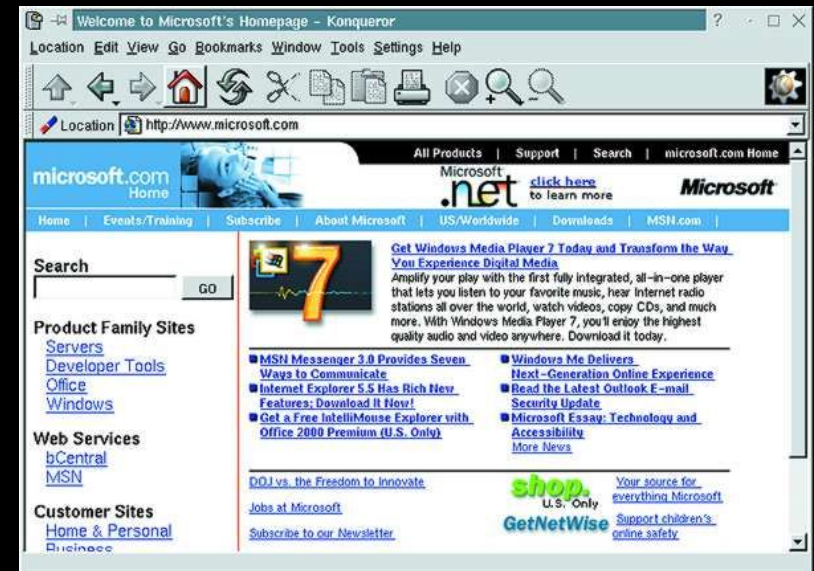 Welcome to Microsoft's Homepage - Konqueror
Location Edit View Go Bookmarks Window Tools Settings Help
Location http://www.microsoft.com
All Products | Support | Search | microsoft.com Home
microsoft.com
Home
Microsoft
.net
click here
to learn more
Microsoft
Home | Events/Training | Subscribe | About Microsoft | US/Worldwide | Downloads | MSN.com |
Search
GO
Product Family Sites
Servers
Developer Tools
Office
Windows
Web Services
bCentral
MSN
Customer Sites
Home & Personal
Business
7
Get Windows Media Player 7 Today and Transform the Way
You Experience Digital Media
Amplify your play with the first fully integrated, all-in-one player
that lets you listen to your favorite music, hear Internet radio
stations all over the world, watch videos, copy CDs, and much
more. With Windows Media Player 7, you'll enjoy the highest
quality audio and video anywhere. Download it today.
MSN Messenger 3.0 Provides Seven
Ways to Communicate
Internet Explorer 5.5 Has Rich New
Features; Download It Now!
Get a Free IntelliMouse Explorer with
Office 2000 Premium (U.S. Only)
Windows Me Delivers
Next-Generation Online Experience
Read the Latest Outlook E-mail
Security Update
Microsoft Essay: Technology and
Accessibility
More News
DOJ vs. the Freedom to Innovate
Jobs at Microsoft
Subscribe to our Newsletter
shop.
U.S. Only
Your source for
everything Microsoft
GetNetWise
Support children's
online safety